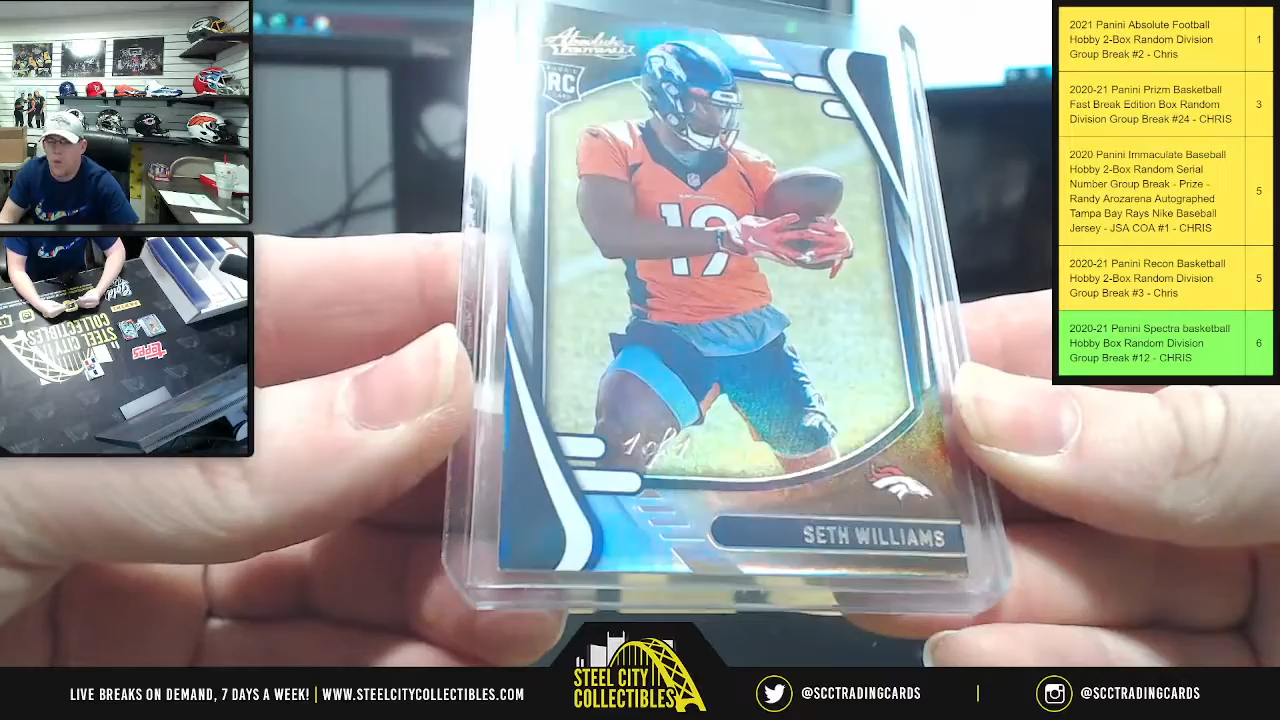 Absolute
FOOTBALL
ROOKIE
RC
CARD
19
1 of 1
SETH WILLIAMS
2021 Panini Absolute Football
Hobby 2-Box Random Division
Group Break #2 - Chris
1
2020-21 Panini Prizm Basketball
Fast Break Edition Box Random
Division Group Break #24 - CHRIS
3
2020 Panini Immaculate Baseball
Hobby 2-Box Random Serial
Number Group Break - Prize -
Randy Arozarena Autographed
Tampa Bay Rays Nike Baseball
Jersey - JSA COA #1 - CHRIS
5
2020-21 Panini Recon Basketball
Hobby 2-Box Random Division
Group Break #3 - Chris
5
2020-21 Panini Spectra basketball
Hobby Box Random Division
Group Break #12 - CHRIS
6
STEEL CITY
COLLECTIBLES
topps
LIVE BREAKS ON DEMAND, 7 DAYS A WEEK! | WWW.STEELCITYCOLLECTIBLES.COM
STEEL CITY
COLLECTIBLES
@SCCTRADINGCARDS
|
@SCCTRADINGCARDS